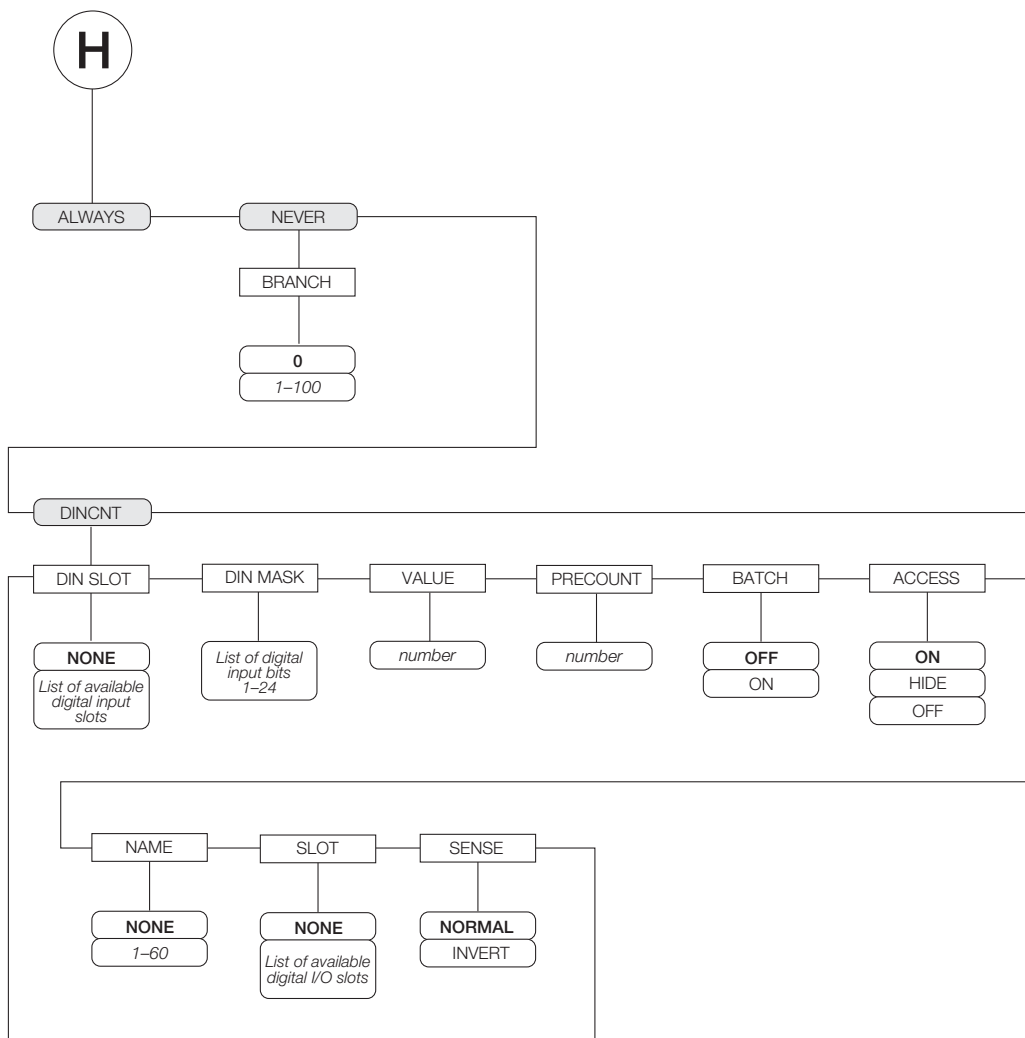 H
ALWAYS
NEVER
BRANCH
0
1–100
DINCNT
DIN SLOT
DIN MASK
VALUE
PRECOUNT
BATCH
ACCESS
NONE
List of available
digital input
slots
List of digital
input bits
1–24
number
number
OFF
ON
ON
HIDE
OFF
NAME
SLOT
SENSE
NONE
1–60
NONE
List of available
digital I/O slots
NORMAL
INVERT